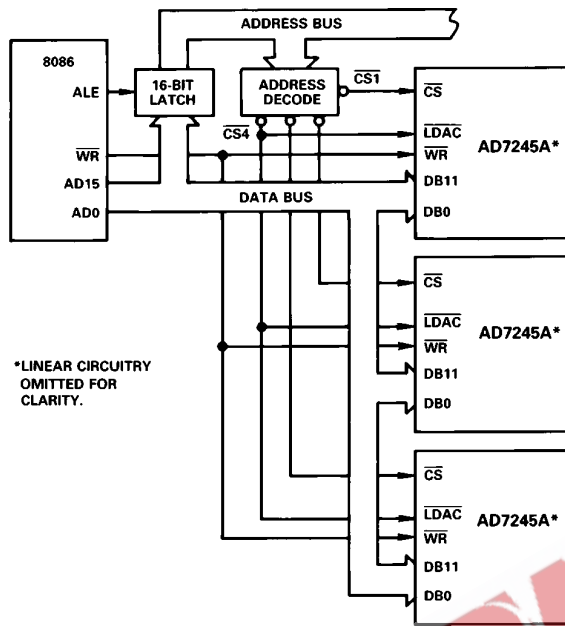 ADDRESS BUS
8086
ALE
WR
AD15
AD0
16-BIT
LATCH
ADDRESS
DECODE
CS1
CS4
DATA BUS
CS
LDAC
WR
DB11
DB0
AD7245A*
CS
LDAC
WR
DB11
DB0
AD7245A*
CS
LDAC
WR
DB11
DB0
AD7245A*
*LINEAR CIRCUITRY
OMITTED FOR
CLARITY.